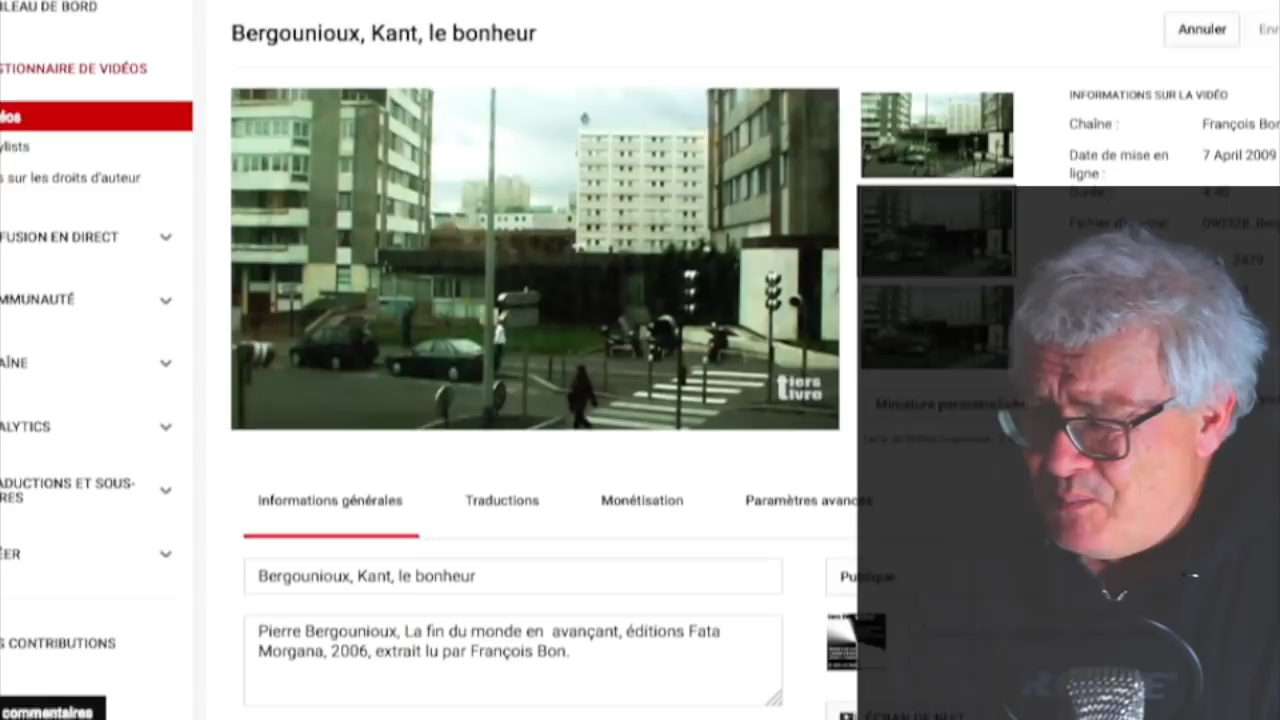 BLEAU DE BORD
STIONNAIRE DE VIDÉOS
éos
ylists
s sur les droits d'auteur
FUSION EN DIRECT
MMUNAUTÉ
AÎNE
ALYTICS
ADUCTIONS ET SOUS-
RES
ÉER
S CONTRIBUTIONS
commentaires
Bergounioux, Kant, le bonheur
Annuler
tiers
livre
INFORMATIONS SUR LA VIDÉO
Chaîne :
François Bon
Date de mise en
ligne :
7 April 2009
Miniature personnalisée
Informations générales
Traductions
Monétisation
Paramètres avancés
Bergounioux, Kant, le bonheur
Publique
Pierre Bergounioux, La fin du monde en avançant, éditions Fata
Morgana, 2006, extrait lu par François Bon.
ÉCRAN DE NUIT